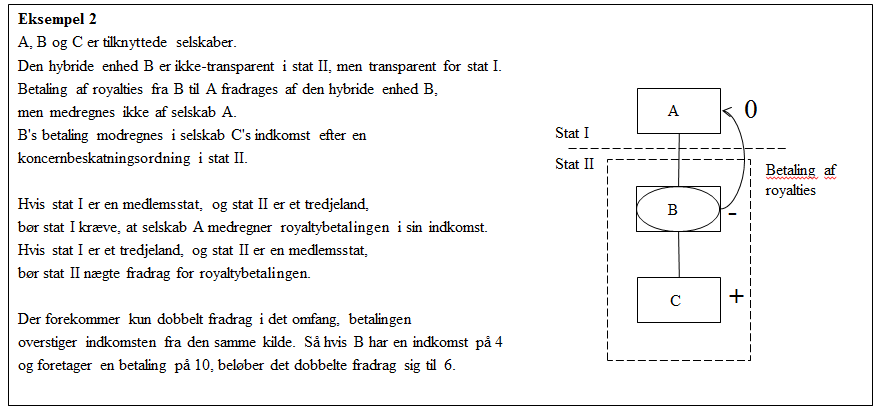 Eksempel 2
A, B og C er tilknyttede selskaber.
Den hybride enhed B er ikke-transparent i stat II, men transparent for stat I.
Betaling af royalties fra B til A fradrages af den hybride enhed B,
men medregnes ikke af selskab A.
B's betaling modregnes i selskab C's indkomst efter en
koncernbeskatningsordning i stat II.
Hvis stat I er en medlemsstat, og stat II er et tredjeland,
bør stat I kræve, at selskab A medregner royaltybetalingen i sin indkomst.
Hvis stat I er et tredjeland, og stat II er en medlemsstat,
bør stat II nægte fradrag for royaltybetalingen.
Der forekommer kun dobbelt fradrag i det omfang, betalingen
overstiger indkomsten fra den samme kilde. Så hvis B har en indkomst på 4
og foretager en betaling på 10, beløber det dobbelte fradrag sig til 6.
A
0
Stat I
Stat II
Betaling af
royalties
B
-
C
+